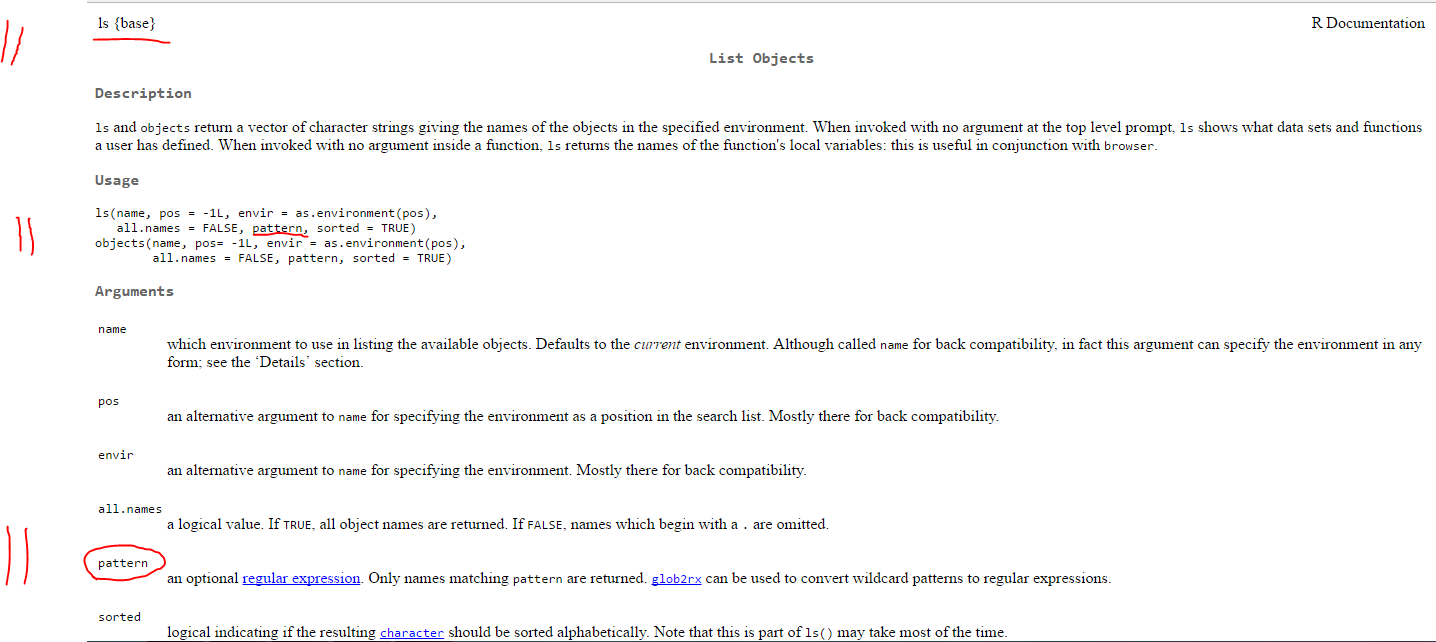 ls {base} R Documentation
List Objects
Description
ls and objects return a vector of character strings giving the names of the objects in the specified environment. When invoked with no argument at the top level prompt, ls shows what data sets and functions
a user has defined. When invoked with no argument inside a function, ls returns the names of the function's local variables: this is useful in conjunction with browser.
Usage
ls(name, pos = -1L, envir = as.environment(pos),
   all.names = FALSE, pattern, sorted = TRUE)
objects(name, pos= -1L, envir = as.environment(pos),
        all.names = FALSE, pattern, sorted = TRUE)
Arguments
name
which environment to use in listing the available objects. Defaults to the current environment. Although called name for back compatibility, in fact this argument can specify the environment in any
form; see the ‘Details’ section.
pos
an alternative argument to name for specifying the environment as a position in the search list. Mostly there for back compatibility.
envir
an alternative argument to name for specifying the environment. Mostly there for back compatibility.
all.names
a logical value. If TRUE, all object names are returned. If FALSE, names which begin with a . are omitted.
pattern
an optional regular expression. Only names matching pattern are returned. glob2rx can be used to convert wildcard patterns to regular expressions.
sorted
logical indicating if the resulting character should be sorted alphabetically. Note that this is part of ls() may take most of the time.